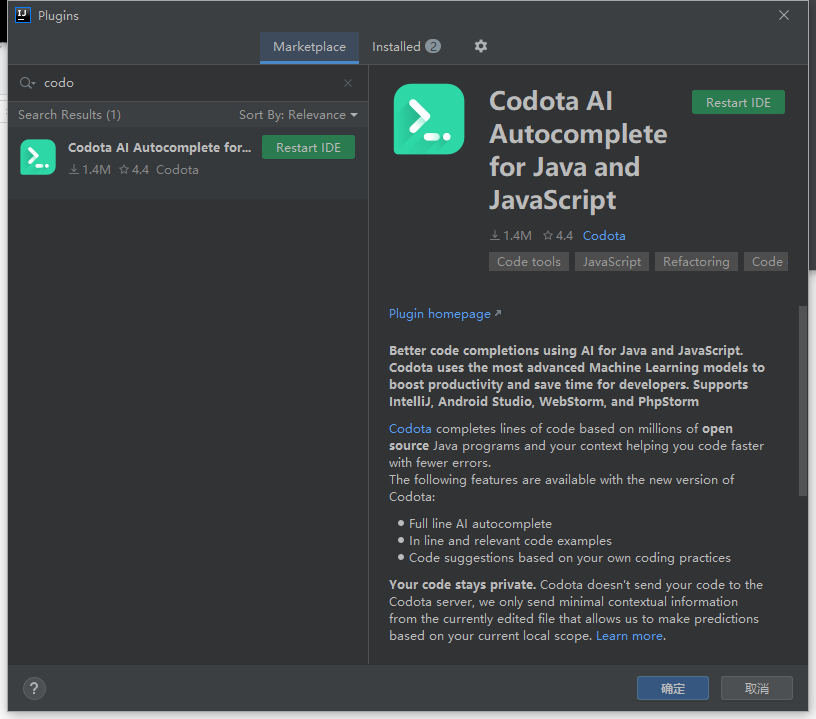 Plugins
Marketplace
Installed 2
codo
Search Results (1)
Sort By: Relevance
Codota AI Autocomplete for...
Restart IDE
1.4M 4.4 Codota
Codota AI
Autocomplete
for Java and
JavaScript
Restart IDE
1.4M 4.4 Codota
Code tools JavaScript Refactoring Code
Plugin homepage
Better code completions using AI for Java and JavaScript.
Codota uses the most advanced Machine Learning models to
boost productivity and save time for developers. Supports
IntelliJ, Android Studio, WebStorm, and PhpStorm
Codota completes lines of code based on millions of open
source Java programs and your context helping you code faster
with fewer errors.
The following features are available with the new version of
Codota:
Full line AI autocomplete
In line and relevant code examples
Code suggestions based on your own coding practices
Your code stays private. Codota doesn't send your code to the
Codota server, we only send minimal contextual information
from the currently edited file that allows us to make predictions
based on your current local scope. Learn more.
?
确定
取消